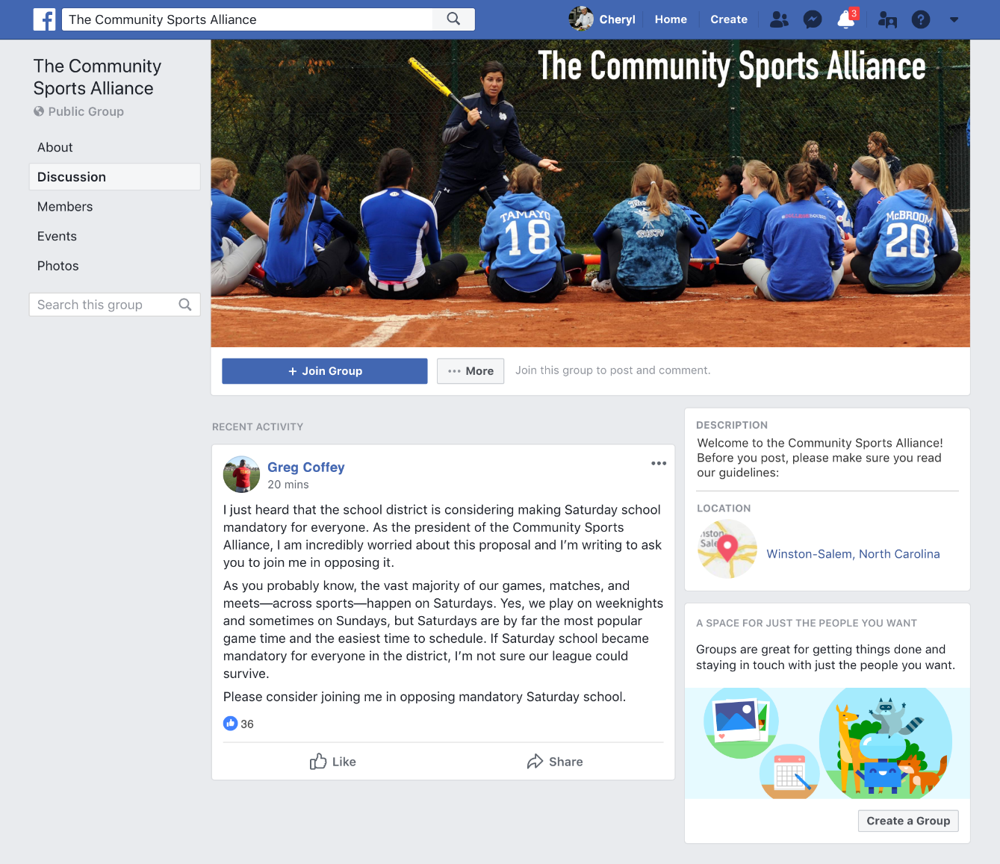 The Community Sports Alliance
Cheryl
Home
Create
3
The Community
Sports Alliance
Public Group
About
Discussion
Members
Events
Photos
Search this group
The Community Sports Alliance
TAMAYO
18
The
RHSJV
5
#COLLEGEBOUND
McBROOM
20
+ Join Group
More
Join this group to post and comment.
RECENT ACTIVITY
Greg Coffey
20 mins
I just heard that the school district is considering making Saturday school
mandatory for everyone. As the president of the Community Sports
Alliance, I am incredibly worried about this proposal and I'm writing to ask
you to join me in opposing it.
As you probably know, the vast majority of our games, matches, and
meets—across sports—happen on Saturdays. Yes, we play on weeknights
and sometimes on Sundays, but Saturdays are by far the most popular
game time and the easiest time to schedule. If Saturday school became
mandatory for everyone in the district, I'm not sure our league could
survive.
Please consider joining me in opposing mandatory Saturday school.
36
Like
Share
DESCRIPTION
Welcome to the Community Sports Alliance!
Before you post, please make sure you read
our guidelines:
LOCATION
nston
Sale
Winston-Salem, North Carolina
A SPACE FOR JUST THE PEOPLE YOU WANT
Groups are great for getting things done and
staying in touch with just the people you want.
Create a Group